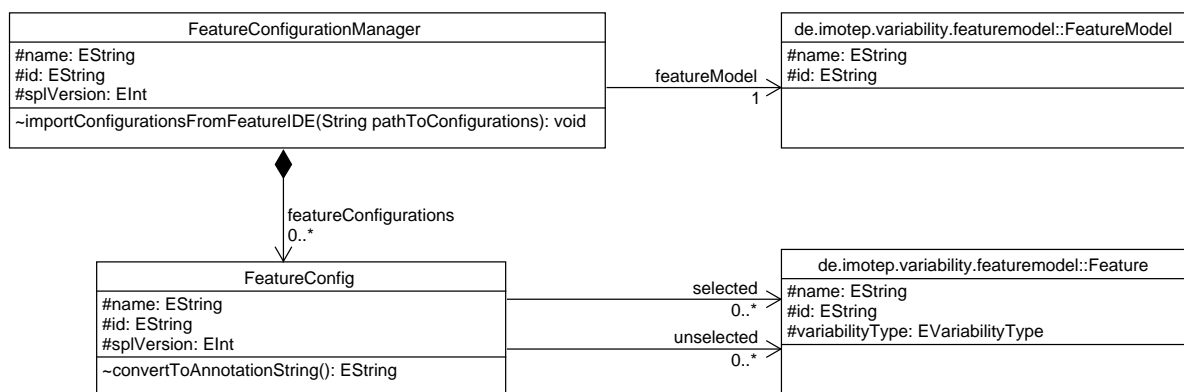 FeatureConfigurationManager
#name: EString
#id: EString
#splVersion: EInt
~importConfigurationsFromFeatureIDE(String pathToConfigurations): void
featureModel
1
de.imotep.variability.featuremodel::FeatureModel
#name: EString
#id: EString
featureConfigurations
0..*
FeatureConfig
#name: EString
#id: EString
#splVersion: EInt
~convertToAnnotationString(): EString
selected
0..*
unselected
0..*
de.imotep.variability.featuremodel::Feature
#name: EString
#id: EString
#variabilityType: EVariabilityType